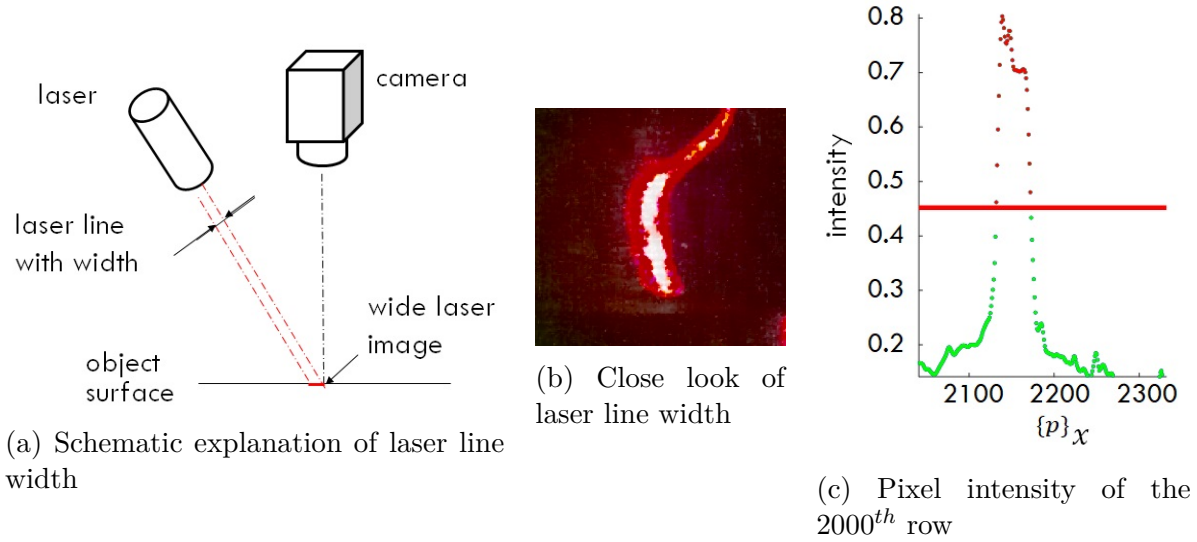 laser
camera
laser line
with width
wide laser
image
object
surface
(a) Schematic explanation of laser line
width
(b) Close look of
laser line width
0.8
0.7
0.6
0.5
0.4
0.3
0.2
intensity
2100 2200 2300
{p}x
(c) Pixel intensity of the
2000th row